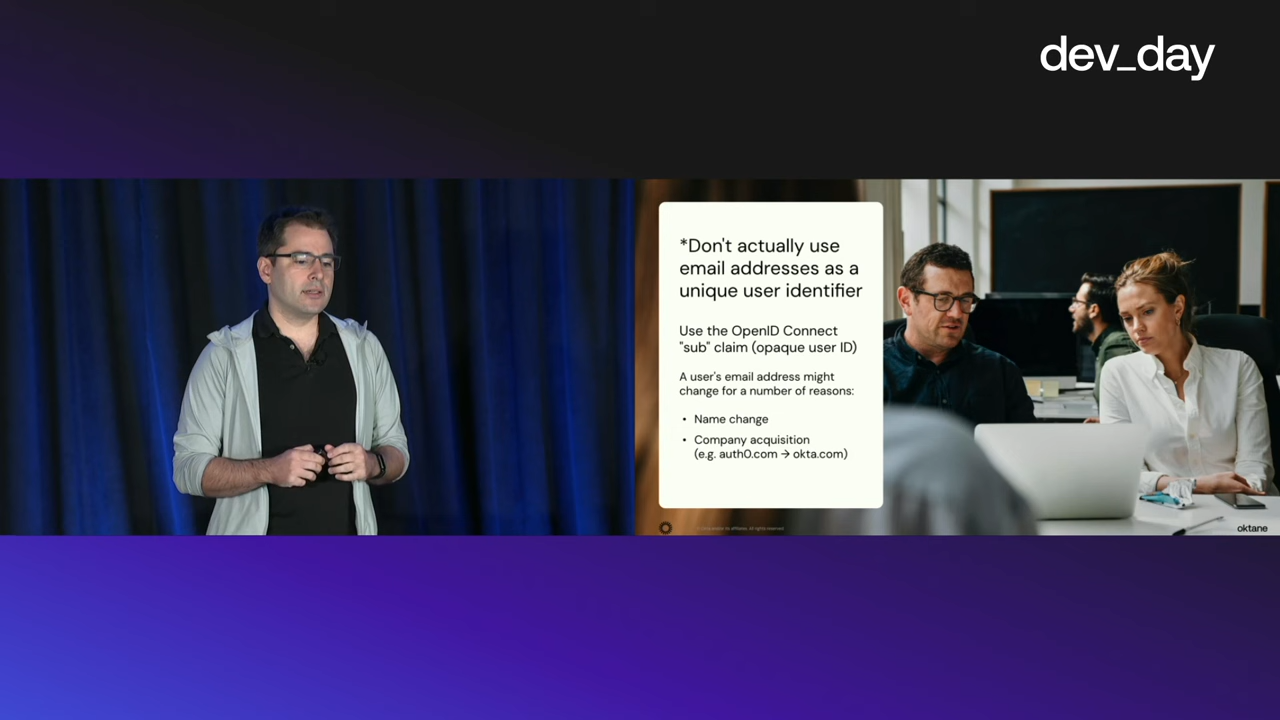 dev_day
*Don't actually use
email addresses as a
unique user identifier
Use the OpenID Connect
"sub" claim (opaque user ID)
A user's email address might
change for a number of reasons:
• Name change
• Company acquisition
(e.g. auth0.com → okta.com)
oktane